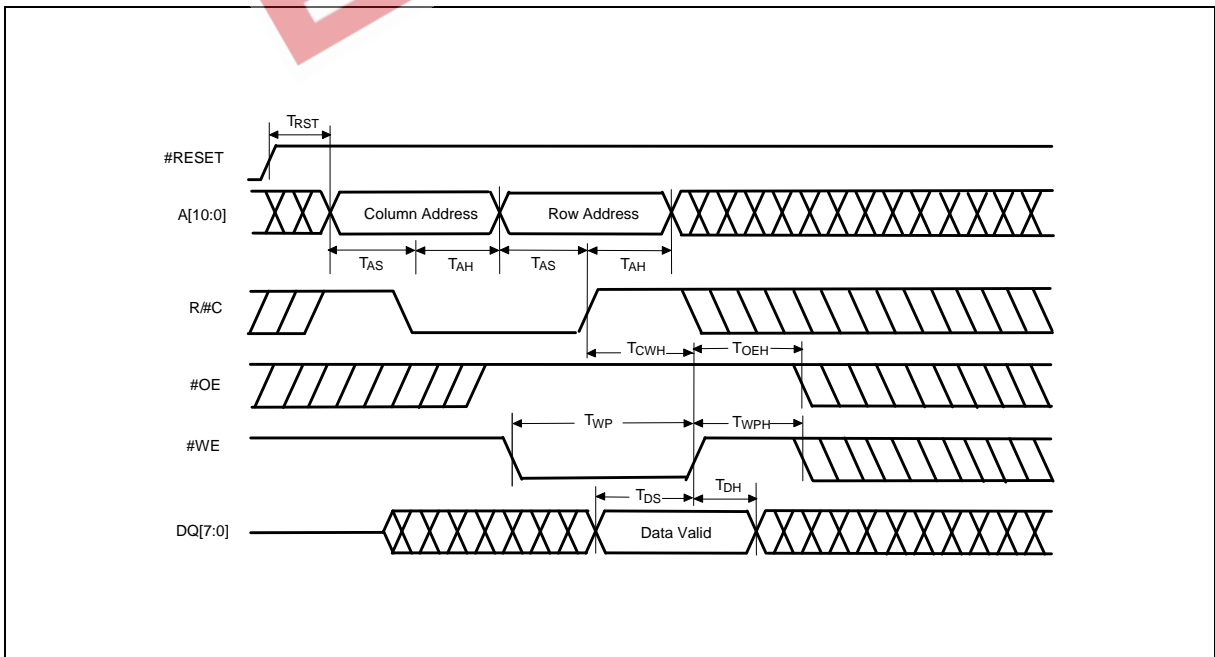 TRST
#RESET
A[10:0]
Column Address
Row Address
TAS
TAH
TAS
TAH
R/#C
TCWH
TOEH
#OE
TWP
TWPH
#WE
TDS
TDH
DQ[7:0]
Data Valid